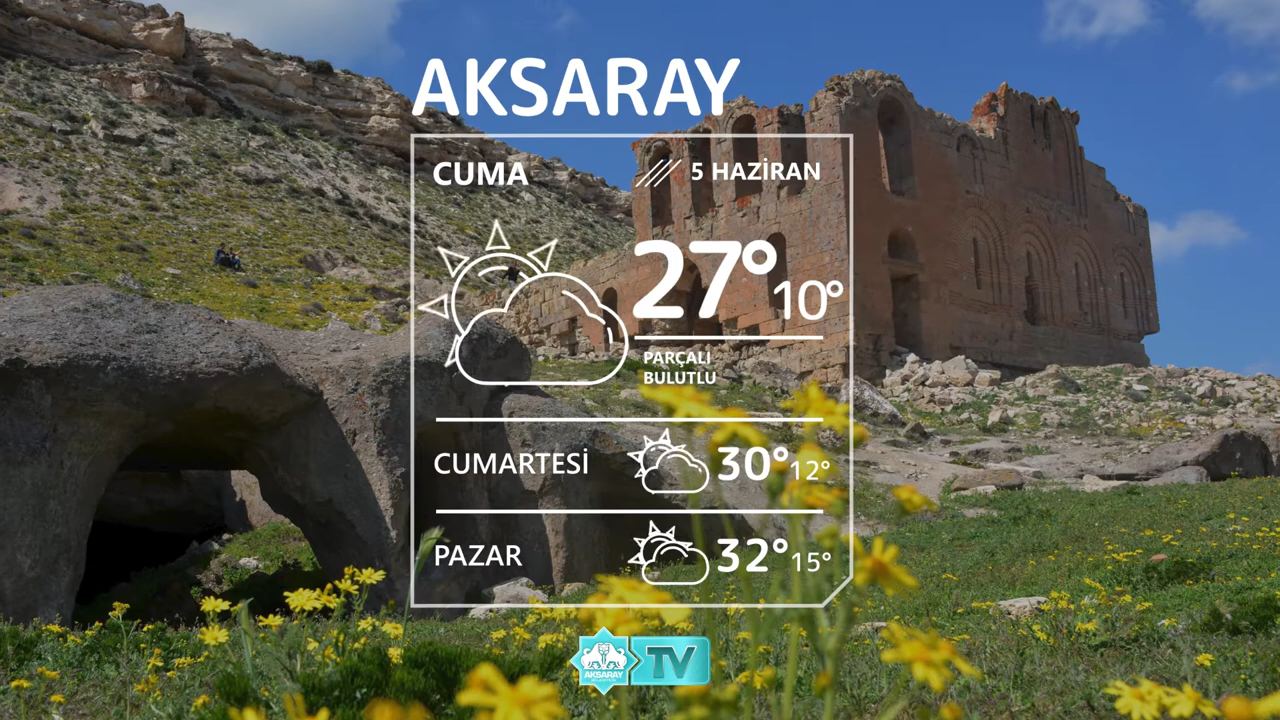 AKSARAY
CUMA
5 HAZİRAN
27° 10°
PARÇALI
BULUTLU
CUMARTESİ 30° 12°
PAZAR 32° 15°
AKSARAY
TV